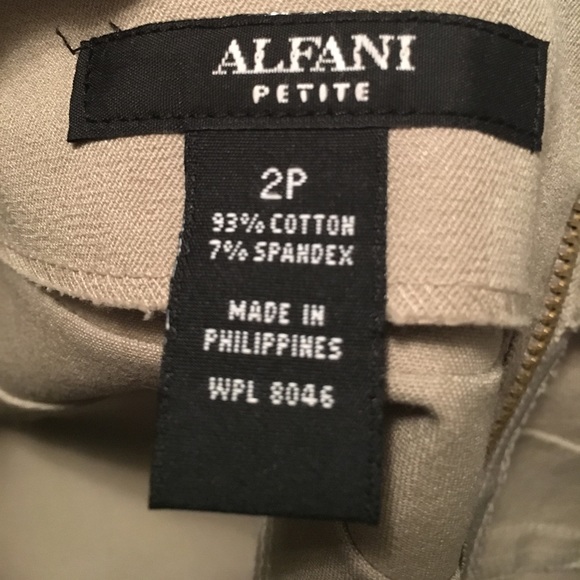 ALFANI
PETITE
2P
93% COTTON
7% SPANDEX
MADE IN
PHILIPPINES
WPL 8046